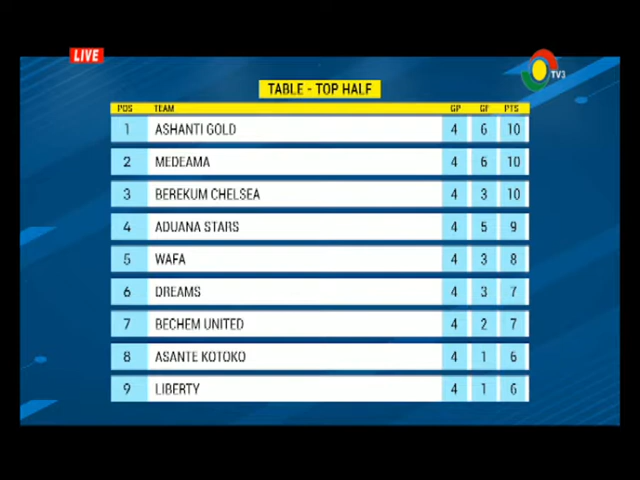 LIVE
TV3
TABLE - TOP HALF
POS TEAM GP GF PTS
1 ASHANTI GOLD 4 6 10
2 MEDEAMA 4 6 10
3 BEREKUM CHELSEA 4 3 10
4 ADUANA STARS 4 5 9
5 WAFA 4 3 8
6 DREAMS 4 3 7
7 BECHEM UNITED 4 2 7
8 ASANTE KOTOKO 4 1 6
9 LIBERTY 4 1 6